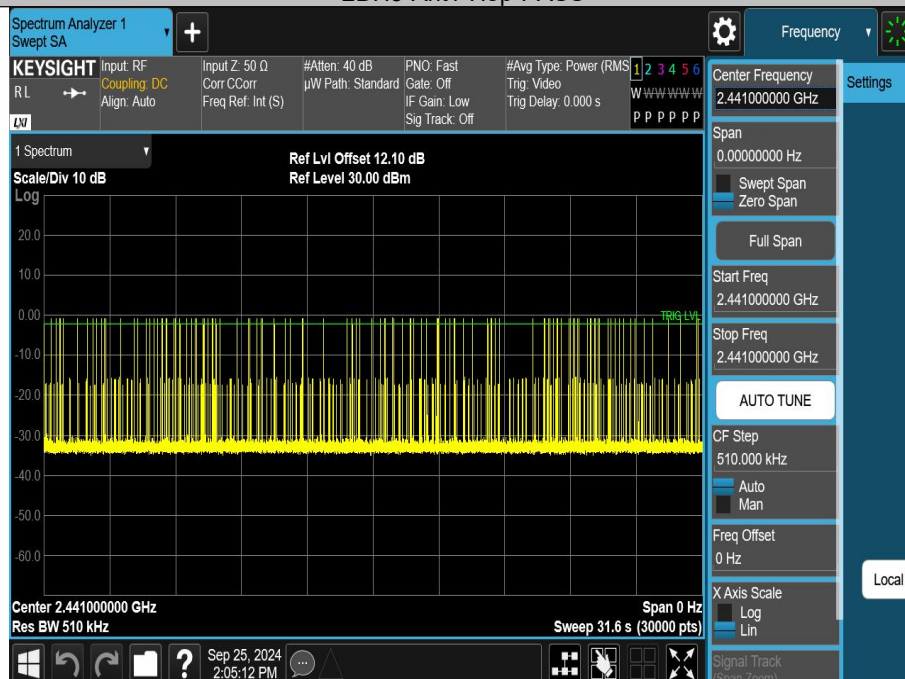 Spectrum Analyzer 1
Swept SA
Frequency
KEYSIGHT
RL
LXI
Input: RF
Coupling: DC
Align: Auto
Input Z: 50 Ω
Corr CCorr
Freq Ref: Int (S)
#Atten: 40 dB
µW Path: Standard
PNO: Fast
Gate: Off
IF Gain: Low
Sig Track: Off
#Avg Type: Power (RMS
Trig: Video
Trig Delay: 0.000 s
1 2 3 4 5 6
W W W W W W
P P P P P P
1 Spectrum
Scale/Div 10 dB
Log
Ref Lvl Offset 12.10 dB
Ref Level 30.00 dBm
20.0
10.0
0.00
TRIG LVL
-10.0
-20.0
-30.0
-40.0
-50.0
-60.0
Center 2.441000000 GHz
Res BW 510 kHz
Span 0 Hz
Sweep 31.6 s (30000 pts)
Sep 25, 2024
2:05:12 PM
Center Frequency
2.441000000 GHz
Span
0.00000000 Hz
Swept Span
Zero Span
Full Span
Start Freq
2.441000000 GHz
Stop Freq
2.441000000 GHz
AUTO TUNE
CF Step
510.000 kHz
Auto
Man
Freq Offset
0 Hz
X Axis Scale
Log
Lin
Signal Track
(Span Zoom)
Settings
Local